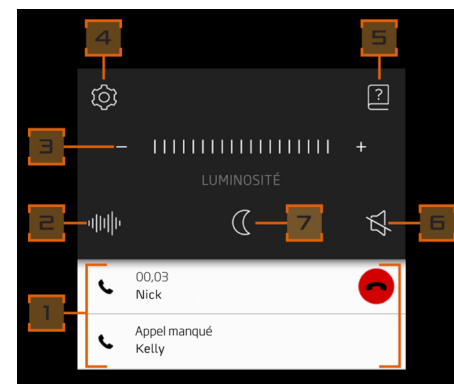 4
5
?
3
− +
LUMINOSITÉ
2
7
6
00,03
Nick
1
Appel manqué
Kelly